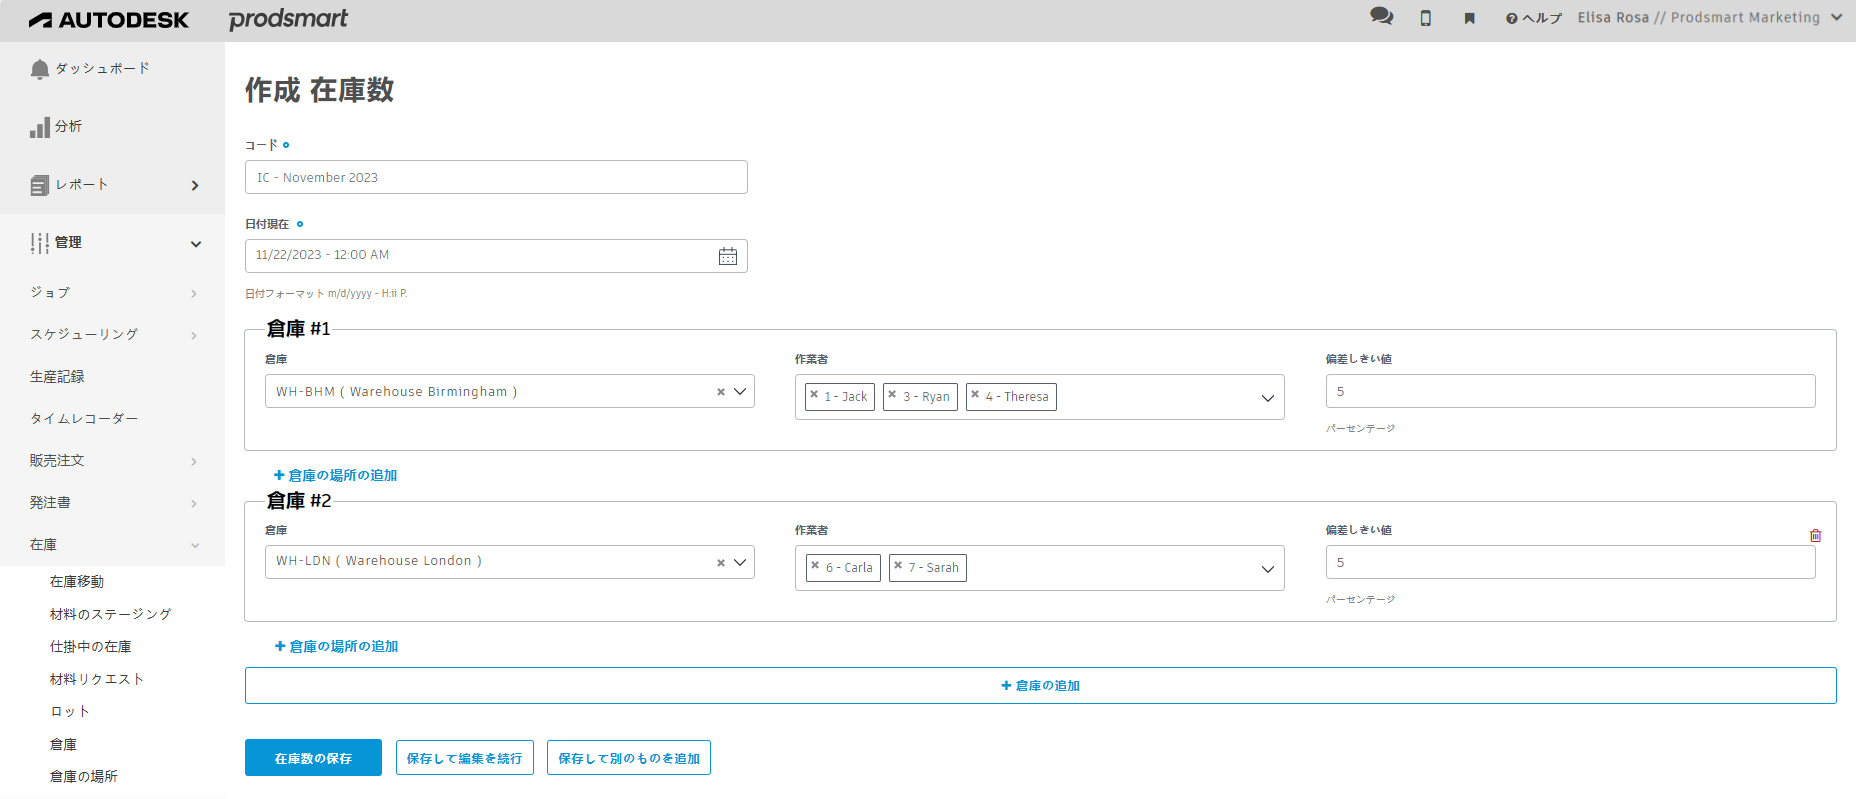 AUTODESK
prodsmart
ヘルプ
Elisa Rosa // Prodsmart Marketing
ダッシュボード
分析
レポート
管理
ジョブ
スケジューリング
生産記録
タイムレコーダー
販売注文
発注書
在庫
在庫移動
材料のステージング
仕掛中の在庫
材料リクエスト
ロット
倉庫
倉庫の場所
作成 在庫数
コード
IC - November 2023
日付現在
11/22/2023 - 12:00 AM
日付フォーマット m/d/yyyy - H:ii P.
倉庫 #1
倉庫
WH-BHM ( Warehouse Birmingham )
作業者
× 1 - Jack × 3 - Ryan × 4 - Theresa
偏差しきい値
5
パーセンテージ
+ 倉庫の場所の追加
倉庫 #2
倉庫
WH-LDN ( Warehouse London )
作業者
× 6 - Carla × 7 - Sarah
偏差しきい値
5
パーセンテージ
+ 倉庫の場所の追加
+ 倉庫の追加
在庫数の保存
保存して編集を続行
保存して別のものを追加